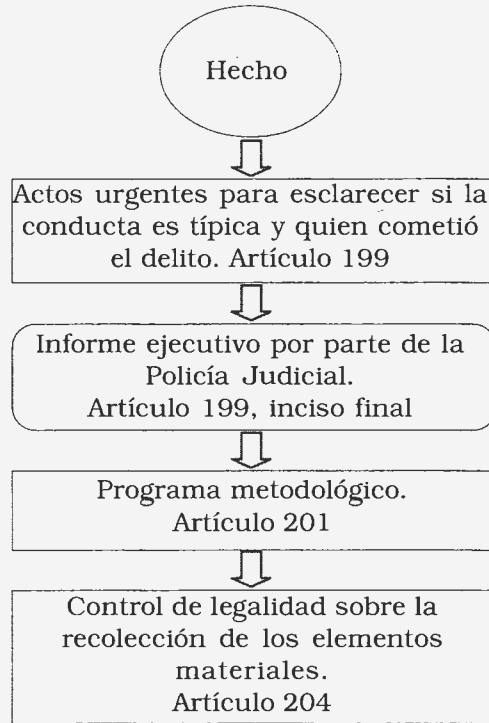 Hecho
Actos urgentes para esclarecer si la
conducta es típica y quien cometió
el delito. Artículo 199
Informe ejecutivo por parte de la
Policía Judicial.
Artículo 199, inciso final
Programa metodológico.
Artículo 201
Control de legalidad sobre la
recolección de los elementos
materiales.
Artículo 204